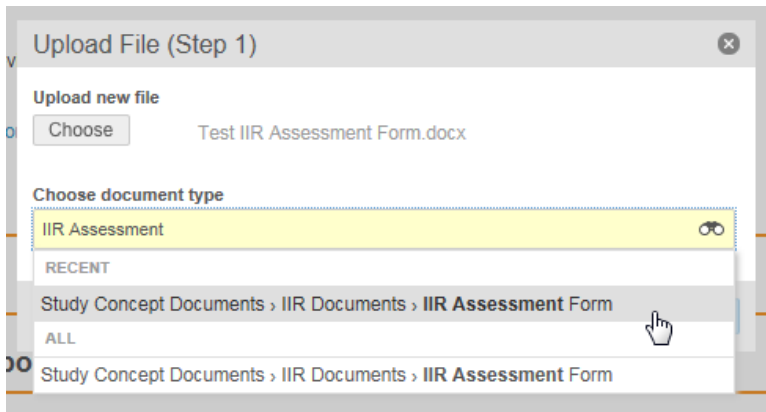 Upload File (Step 1)
Upload new file
Choose Test IIR Assessment Form.docx
Choose document type
IIR Assessment
RECENT
Study Concept Documents › IIR Documents › IIR Assessment Form
ALL
Study Concept Documents › IIR Documents › IIR Assessment Form